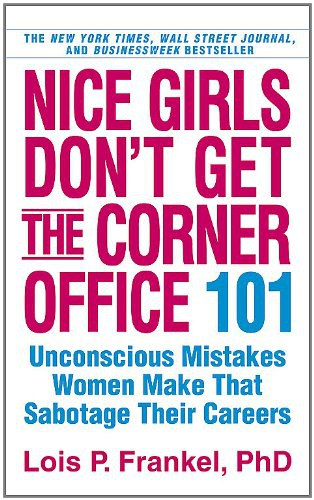 THE NEW YORK TIMES, WALL STREET JOURNAL,
AND BUSINESSWEEK BESTSELLER
NICE GIRLS
DON'T GET
THE CORNER
OFFICE 101
Unconscious Mistakes
Women Make That
Sabotage Their Careers
Lois P. Frankel, PhD